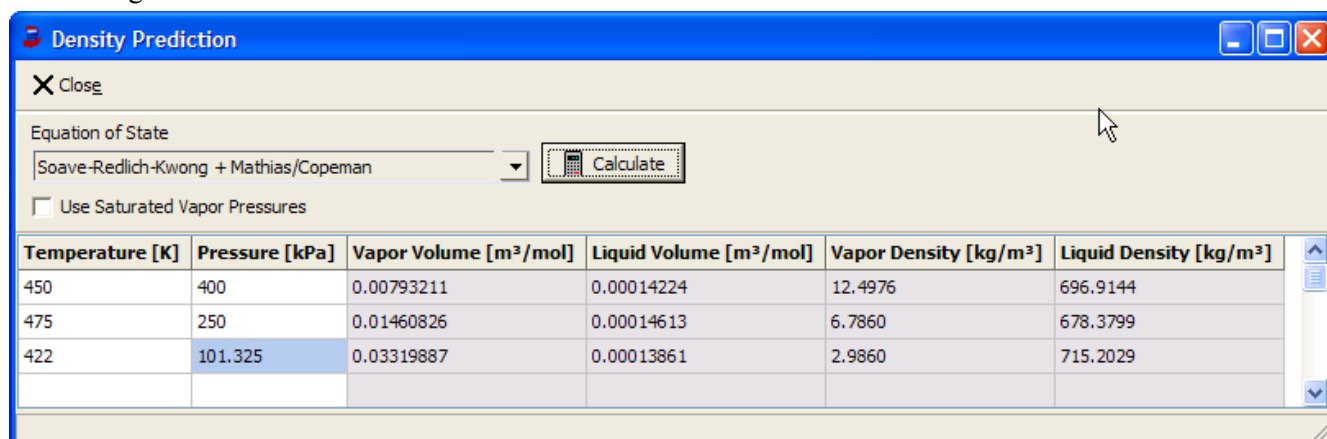 Density Prediction
Close
Equation of State
Soave-Redlich-Kwong + Mathias/Copeman Calculate
Use Saturated Vapor Pressures
Temperature [K] Pressure [kPa] Vapor Volume [m³/mol] Liquid Volume [m³/mol] Vapor Density [kg/m³] Liquid Density [kg/m³]
450 400 0.00793211 0.00014224 12.4976 696.9144
475 250 0.01460826 0.00014613 6.7860 678.3799
422 101.325 0.03319887 0.00013861 2.9860 715.2029